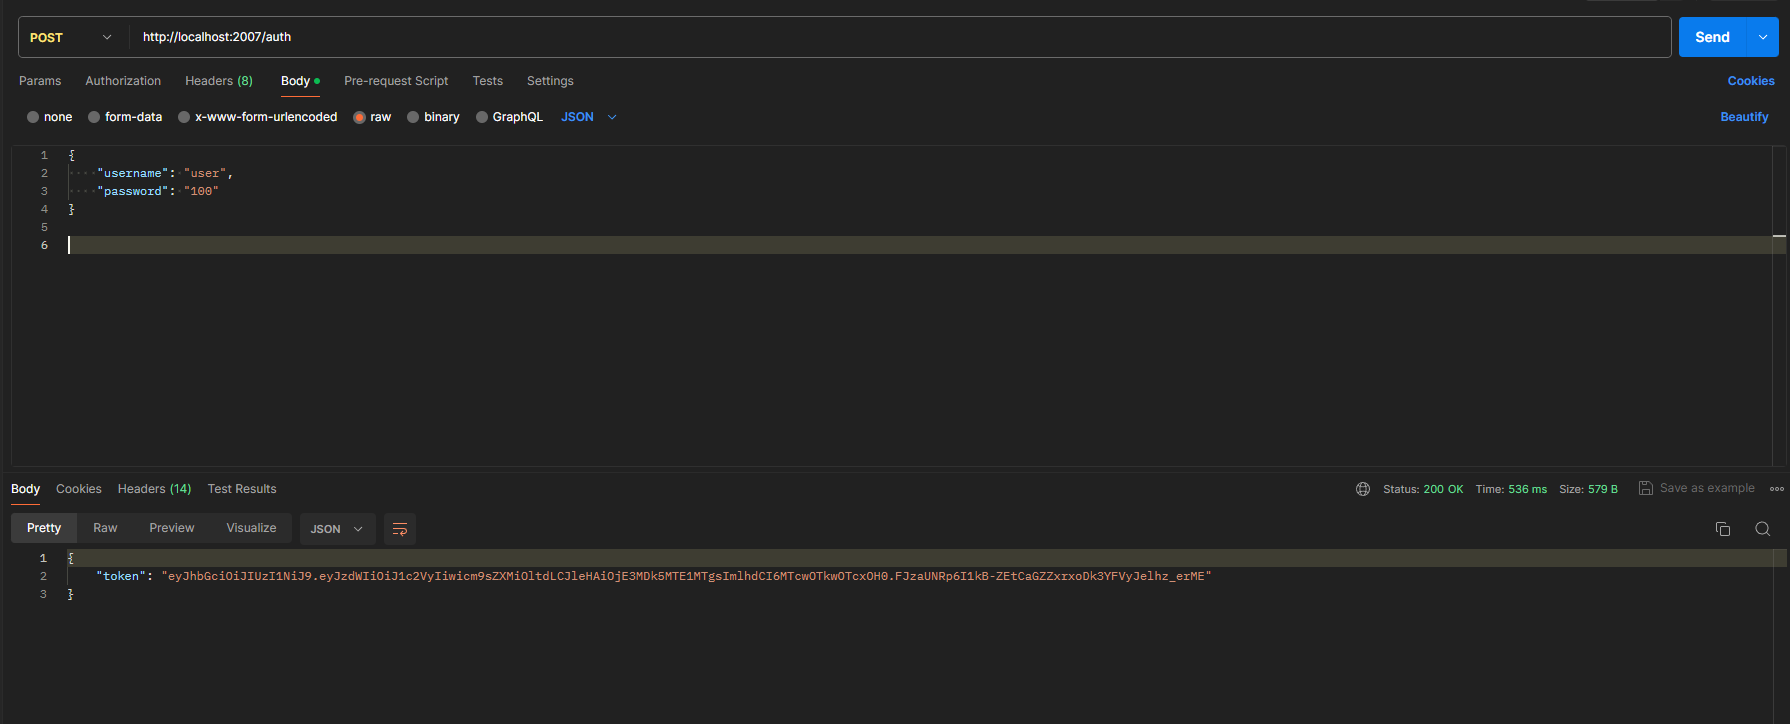 POST http://localhost:2007/auth Send
Params Authorization Headers (8) Body Pre-request Script Tests Settings Cookies
none form-data x-www-form-urlencoded raw binary GraphQL JSON Beautify
1 {
2 "username": "user",
3 "password": "100"
4 }
5
6
Body Cookies Headers (14) Test Results Status: 200 OK Time: 536 ms Size: 579 B Save as example
Pretty Raw Preview Visualize JSON
1 {
2 "token": "eyJhbGciOiJIUzI1NiJ9.eyJzdWIiOiJ1c2VyIiwicm9sZXMiOltdLCJleHAiOjE3MDk5MTE1MTgsImlhdCI6MTcwOTkwOTcxOH0.FJzaUNRp6I1kB-ZEtCaGZZxrxoDk3YFVyJelhz_erME"
3 }